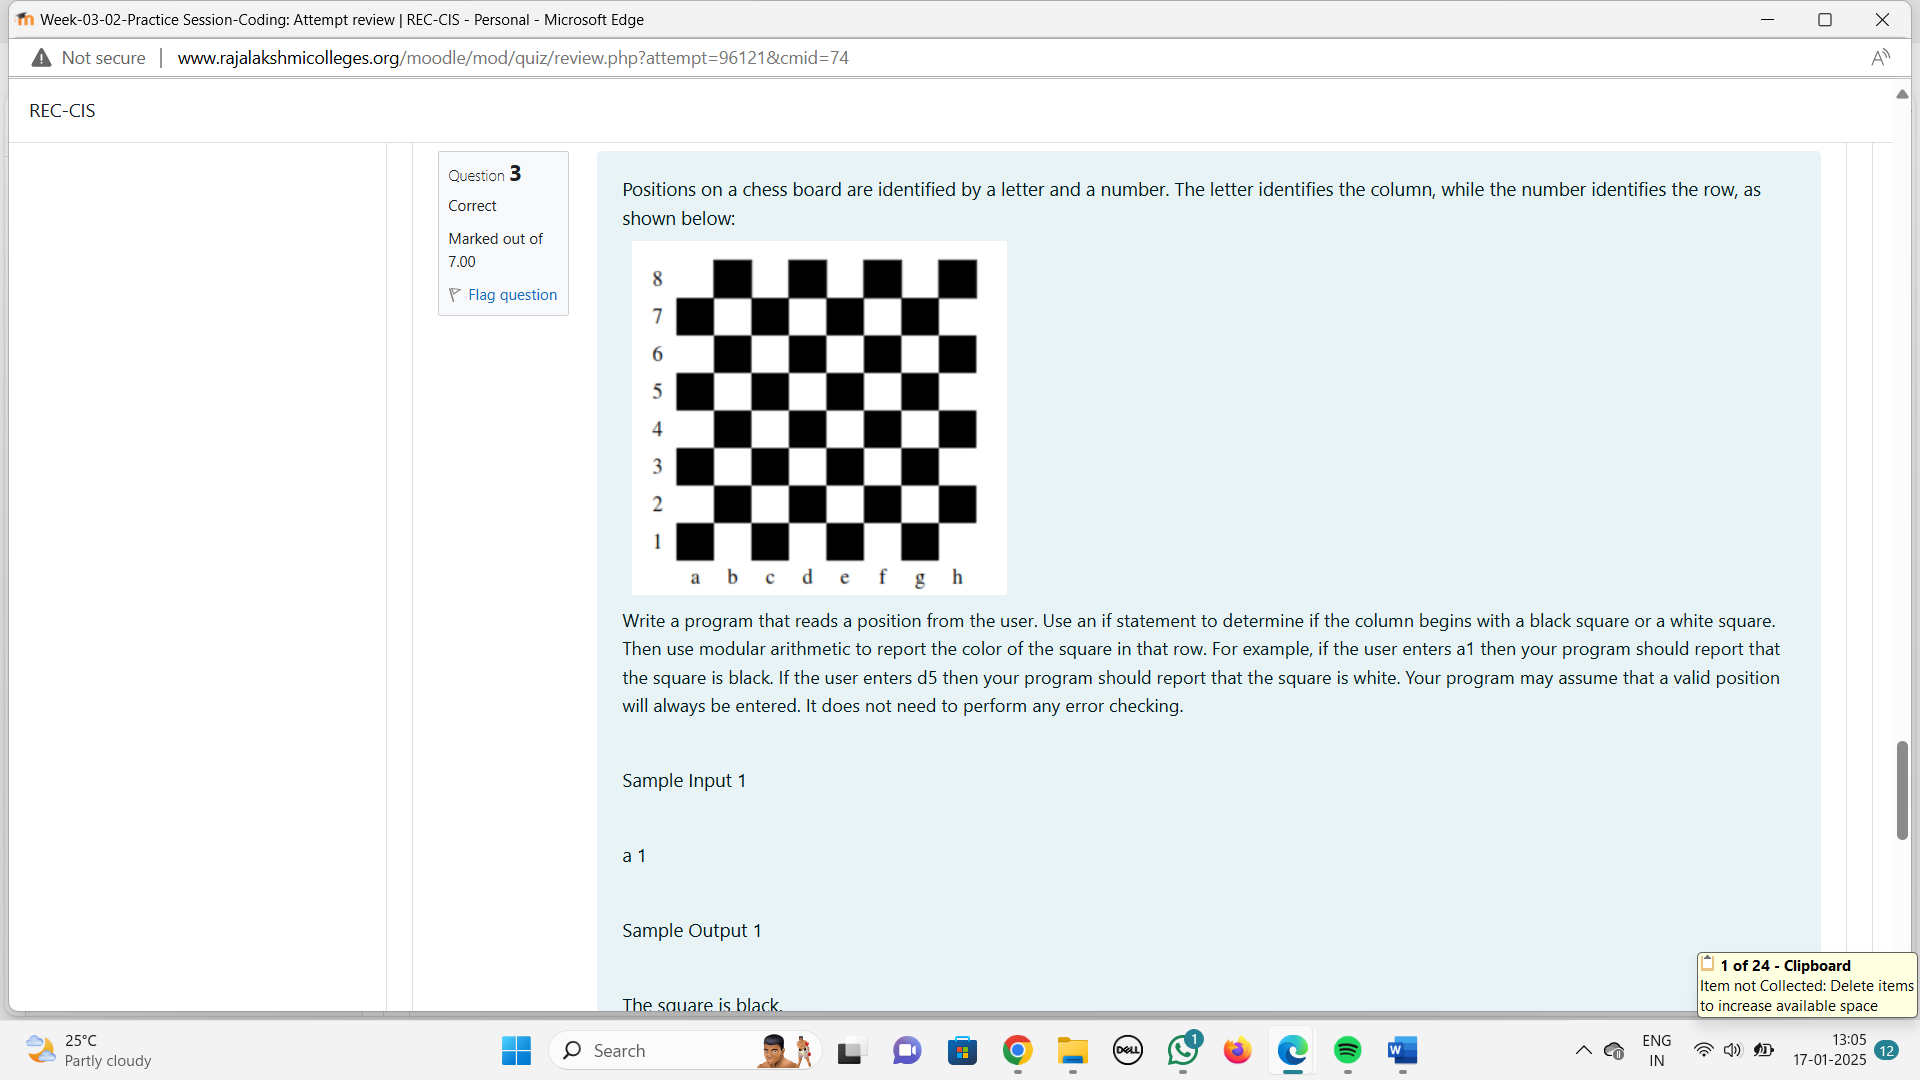 Week-03-02-Practice Session-Coding: Attempt review | REC-CIS - Personal - Microsoft Edge
Not secure | www.rajalakshmicolleges.org/moodle/mod/quiz/review.php?attempt=96121&cmid=74
REC-CIS
Question 3
Correct
Marked out of
7.00
Flag question
Positions on a chess board are identified by a letter and a number. The letter identifies the column, while the number identifies the row, as
shown below:
8
7
6
5
4
3
2
1
a b c d e f g h
Write a program that reads a position from the user. Use an if statement to determine if the column begins with a black square or a white square.
Then use modular arithmetic to report the color of the square in that row. For example, if the user enters a1 then your program should report that
the square is black. If the user enters d5 then your program should report that the square is white. Your program may assume that a valid position
will always be entered. It does not need to perform any error checking.
Sample Input 1
a 1
Sample Output 1
The square is black.
1 of 24 - Clipboard
Item not Collected: Delete items
to increase available space
25°C
Partly cloudy
Search
DELL
1
W
ENG
IN
13:05
17-01-2025
12